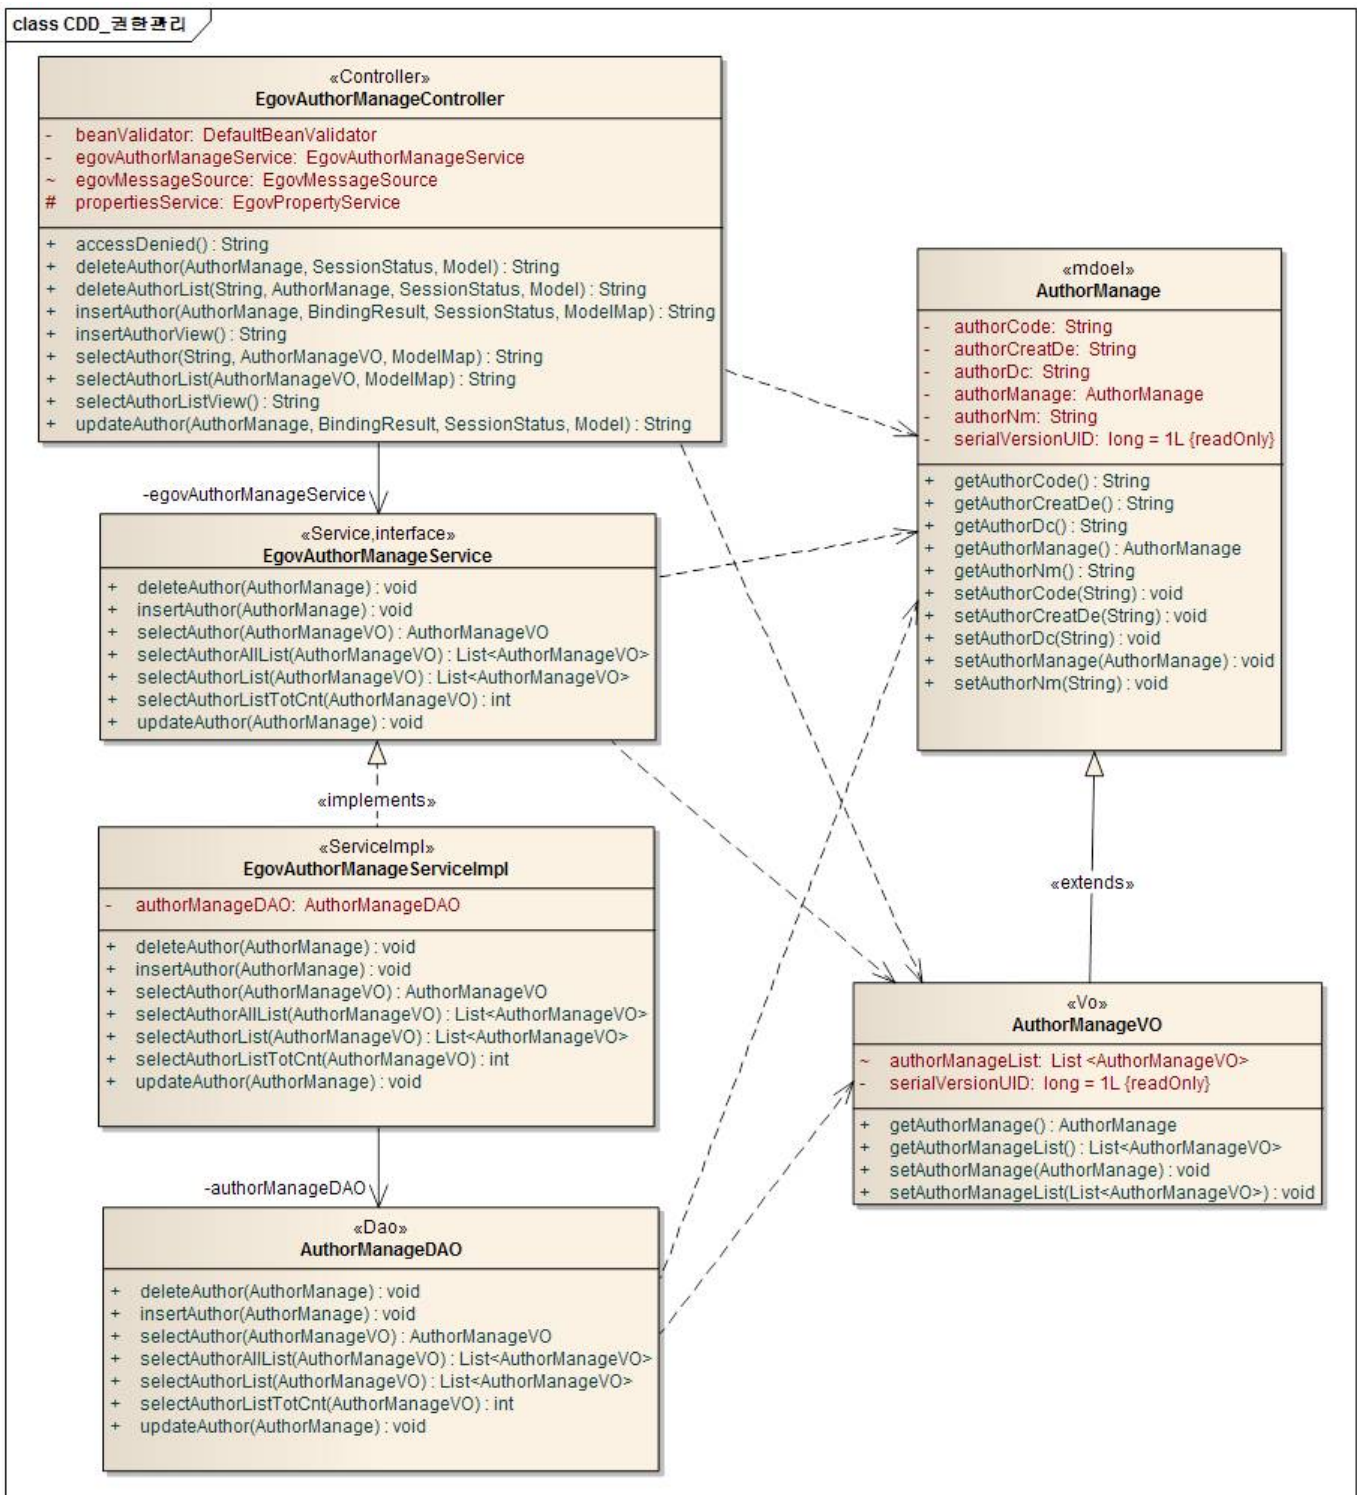 class CDD_권한관리
«Controller»
EgovAuthorManageController
- beanValidator: DefaultBeanValidator
- egovAuthorManageService: EgovAuthorManageService
~ egovMessageSource: EgovMessageSource
# propertiesService: EgovPropertyService
+ accessDenied() : String
+ deleteAuthor(AuthorManage, SessionStatus, Model) : String
+ deleteAuthorList(String, AuthorManage, SessionStatus, Model) : String
+ insertAuthor(AuthorManage, BindingResult, SessionStatus, ModelMap) : String
+ insertAuthorView() : String
+ selectAuthor(String, AuthorManageVO, ModelMap) : String
+ selectAuthorList(AuthorManageVO, ModelMap) : String
+ selectAuthorListView() : String
+ updateAuthor(AuthorManage, BindingResult, SessionStatus, Model) : String
-egovAuthorManageService
«Service,interface»
EgovAuthorManageService
+ deleteAuthor(AuthorManage) : void
+ insertAuthor(AuthorManage) : void
+ selectAuthor(AuthorManageVO) : AuthorManageVO
+ selectAuthorAllList(AuthorManageVO) : List<AuthorManageVO>
+ selectAuthorList(AuthorManageVO) : List<AuthorManageVO>
+ selectAuthorListTotCnt(AuthorManageVO) : int
+ updateAuthor(AuthorManage) : void
«implements»
«ServiceImpl»
EgovAuthorManageServiceImpl
- authorManageDAO: AuthorManageDAO
+ deleteAuthor(AuthorManage) : void
+ insertAuthor(AuthorManage) : void
+ selectAuthor(AuthorManageVO) : AuthorManageVO
+ selectAuthorAllList(AuthorManageVO) : List<AuthorManageVO>
+ selectAuthorList(AuthorManageVO) : List<AuthorManageVO>
+ selectAuthorListTotCnt(AuthorManageVO) : int
+ updateAuthor(AuthorManage) : void
-authorManageDAO
«Dao»
AuthorManageDAO
+ deleteAuthor(AuthorManage) : void
+ insertAuthor(AuthorManage) : void
+ selectAuthor(AuthorManageVO) : AuthorManageVO
+ selectAuthorAllList(AuthorManageVO) : List<AuthorManageVO>
+ selectAuthorList(AuthorManageVO) : List<AuthorManageVO>
+ selectAuthorListTotCnt(AuthorManageVO) : int
+ updateAuthor(AuthorManage) : void
«mdoel»
AuthorManage
- authorCode: String
- authorCreatDe: String
- authorDc: String
- authorManage: AuthorManage
- authorNm: String
- serialVersionUID: long = 1L {readOnly}
+ getAuthorCode() : String
+ getAuthorCreatDe() : String
+ getAuthorDc() : String
+ getAuthorManage() : AuthorManage
+ getAuthorNm() : String
+ setAuthorCode(String) : void
+ setAuthorCreatDe(String) : void
+ setAuthorDc(String) : void
+ setAuthorManage(AuthorManage) : void
+ setAuthorNm(String) : void
«extends»
«Vo»
AuthorManageVO
~ authorManageList: List <AuthorManageVO>
- serialVersionUID: long = 1L {readOnly}
+ getAuthorManage() : AuthorManage
+ getAuthorManageList() : List<AuthorManageVO>
+ setAuthorManage(AuthorManage) : void
+ setAuthorManageList(List<AuthorManageVO>) : void